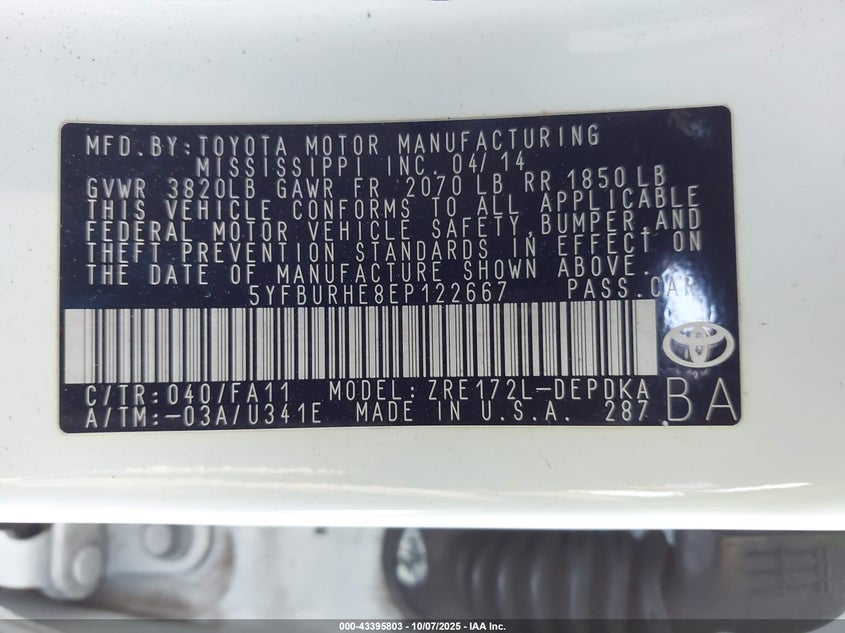 MFD.BY:TOYOTA MOTOR MANUFACTURING
MISSISSIPPI INC. 04/14
GVWR 3820LB GAWR FR 2070 LB RR 1850 LB
THIS VEHICLE CONFORMS TO ALL APPLICABLE
FEDERAL MOTOR VEHICLE SAFETY,BUMPER,AND
THEFT PREVENTION STANDARDS IN EFFECT ON
THE DATE OF MANUFACTURE SHOWN ABOVE.
5YFBURHE8EP122667 PASS.CAR
C/TR:040/FA11 MODEL:ZRE172L-DEPDKA
A/TM:-03A/U341E MADE IN U.S.A. 287
BA
000-43395803 - 10/07/2025 - IAA Inc.